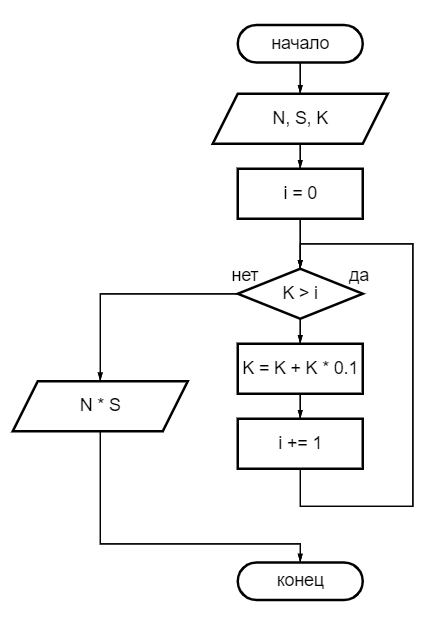 начало
N, S, K
i = 0
нет
да
K > i
K = K + K * 0.1
N * S
i += 1
конец